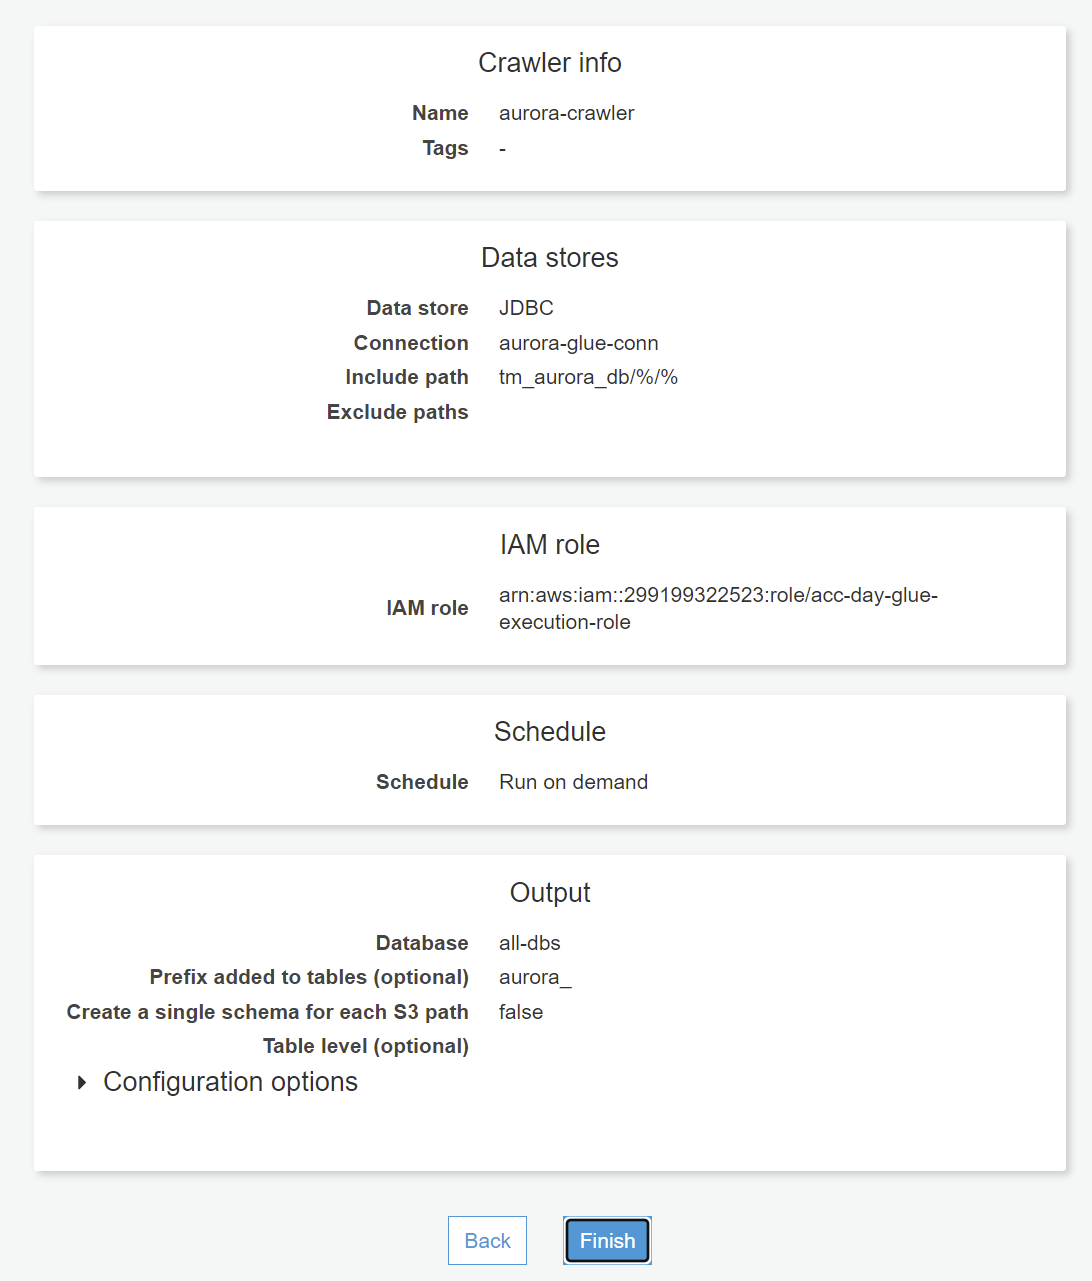 Crawler info
Name aurora-crawler
Tags -
Data stores
Data store JDBC
Connection aurora-glue-conn
Include path tm_aurora_db/%/%
Exclude paths
IAM role
IAM role arn:aws:iam::299199322523:role/acc-day-glue-
execution-role
Schedule
Schedule Run on demand
Output
Database all-dbs
Prefix added to tables (optional) aurora_
Create a single schema for each S3 path false
Table level (optional)
Configuration options
Back Finish